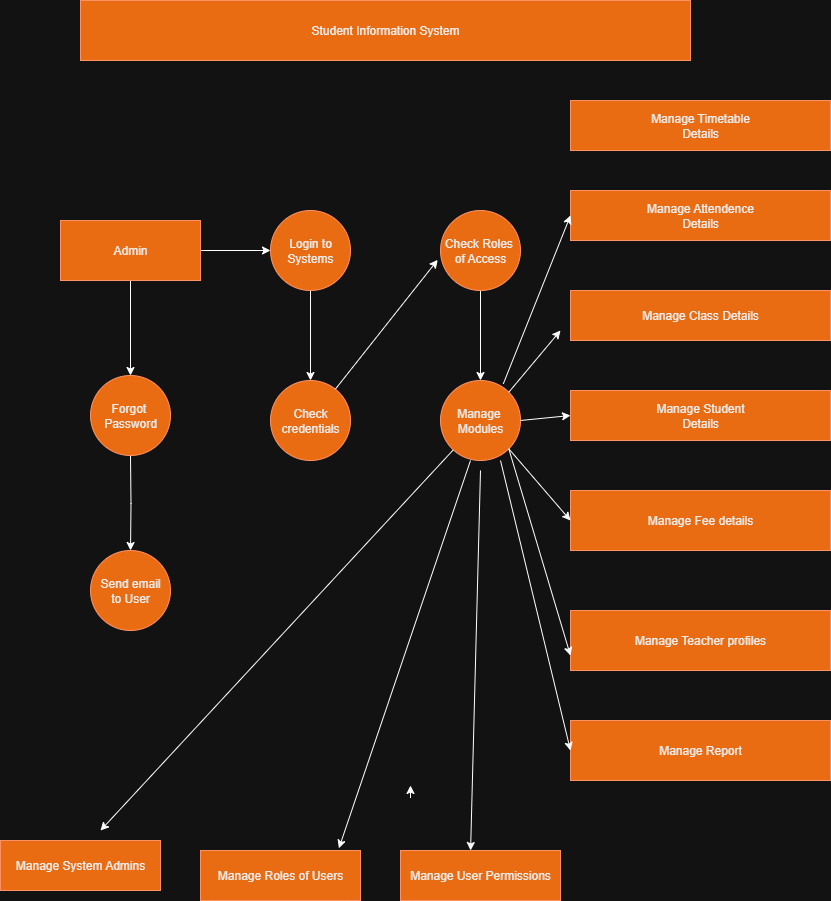 Student Information System
Manage Timetable
Details
Manage Attendence
Details
Admin
Login to
Systems
Check Roles
of Access
Manage Class Details
Forgot
Password
Check
credentials
Manage
Modules
Manage Student
Details
Manage Fee details
Send email
to User
Manage Teacher profiles
Manage Report
Manage System Admins
Manage Roles of Users
Manage User Permissions